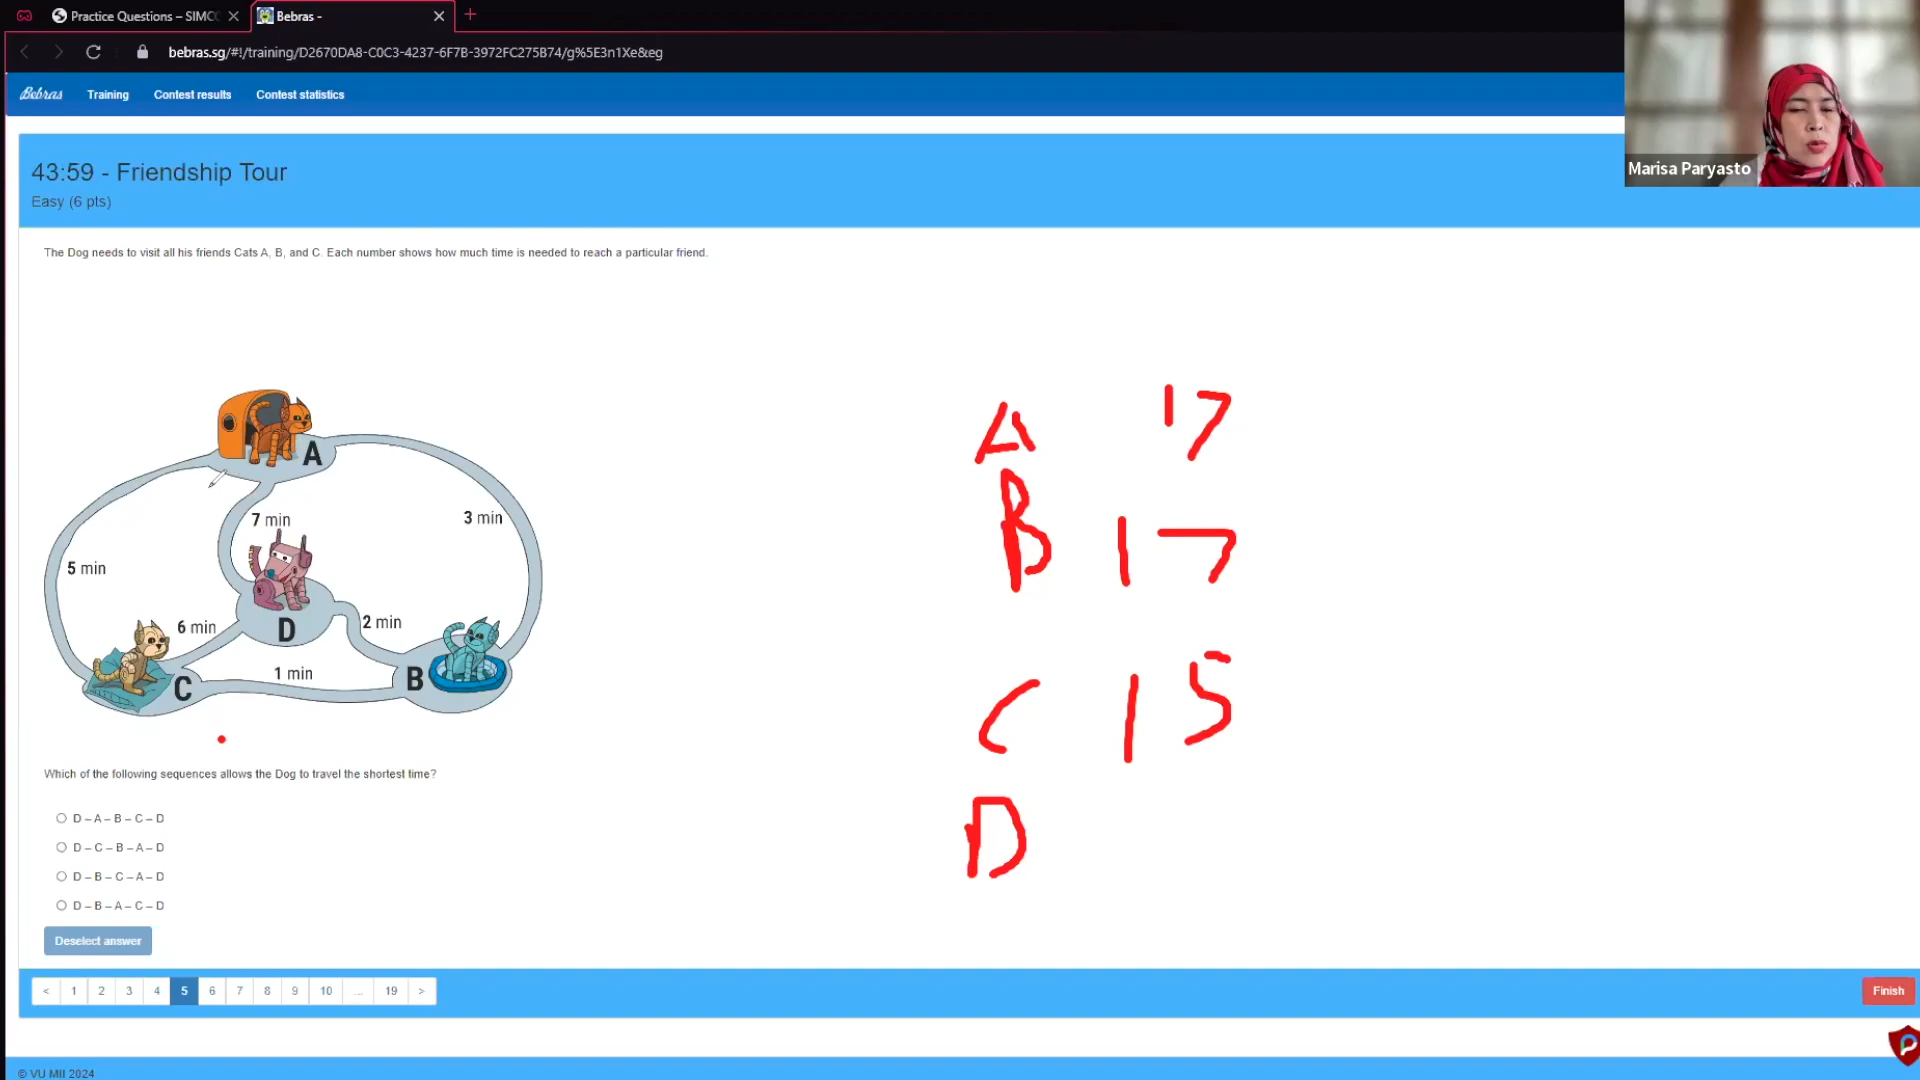 Practice Questions – SIMCC
Bebras -
bebras.sg/#!/training/D2670DA8-C0C3-4237-6F7B-3972FC275B74/g%5E3n1Xe&eg
Bebras Training Contest results Contest statistics
Marisa Paryasto
43:59 - Friendship Tour
Easy (6 pts)
The Dog needs to visit all his friends Cats A, B, and C. Each number shows how much time is needed to reach a particular friend.
A
7 min
3 min
5 min
6 min
D
2 min
1 min
C
B
A 17
B 17
C 15
D
Which of the following sequences allows the Dog to travel the shortest time?
D – A – B – C – D
D – C – B – A – D
D – B – C – A – D
D – B – A – C – D
Deselect answer
< 1 2 3 4 5 6 7 8 9 10 ... 19 >
Finish
© VU MII 2024